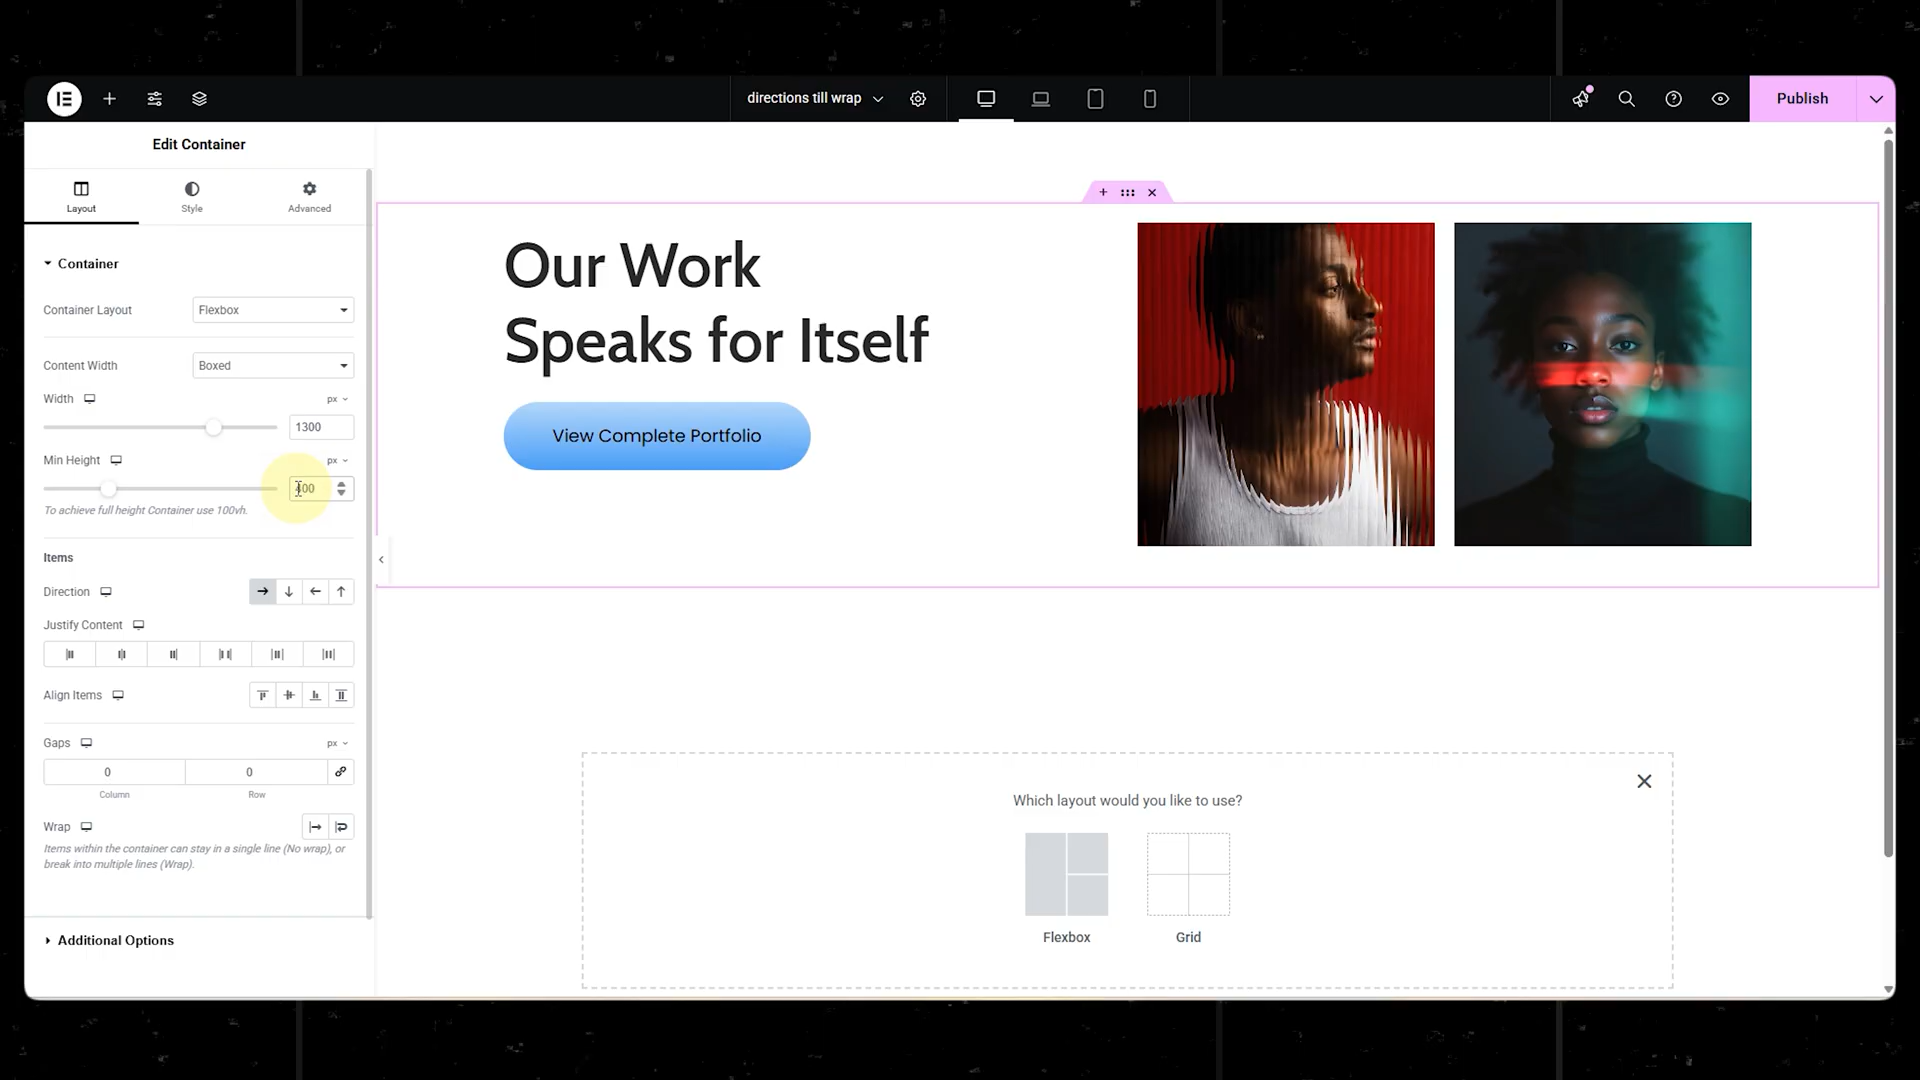 directions till wrap
Publish
Edit Container
Layout
Style
Advanced
Container
Container Layout
Flexbox
Content Width
Boxed
Width
px
1300
Min Height
px
400
To achieve full height Container use 100vh.
Items
Direction
Justify Content
Align Items
Gaps
px
0
0
Column
Row
Wrap
Items within the container can stay in a single line (No wrap), or
break into multiple lines (Wrap).
Additional Options
Our Work
Speaks for Itself
View Complete Portfolio
Which layout would you like to use?
Flexbox
Grid